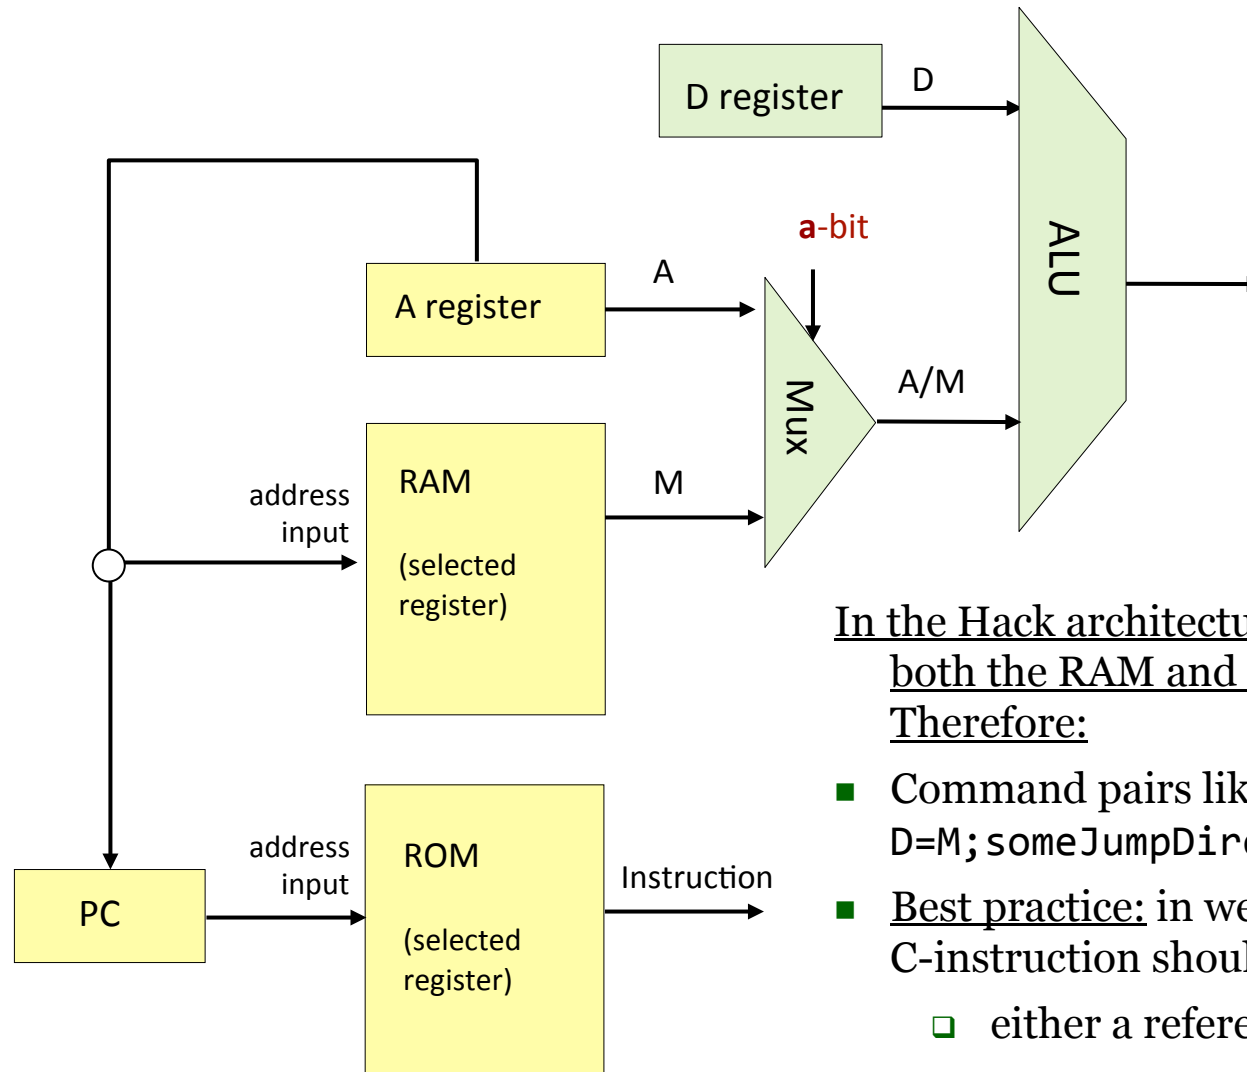 D register
D
a-bit
ALU
A register
A
Mux
A/M
address
input
RAM
(selected
register)
M
In the Hack architectu
both the RAM and
Therefore:
Command pairs lik
D=M;someJumpDire
Best practice: in we
C-instruction shoul
either a refere
PC
address
input
ROM
(selected
register)
Instruction